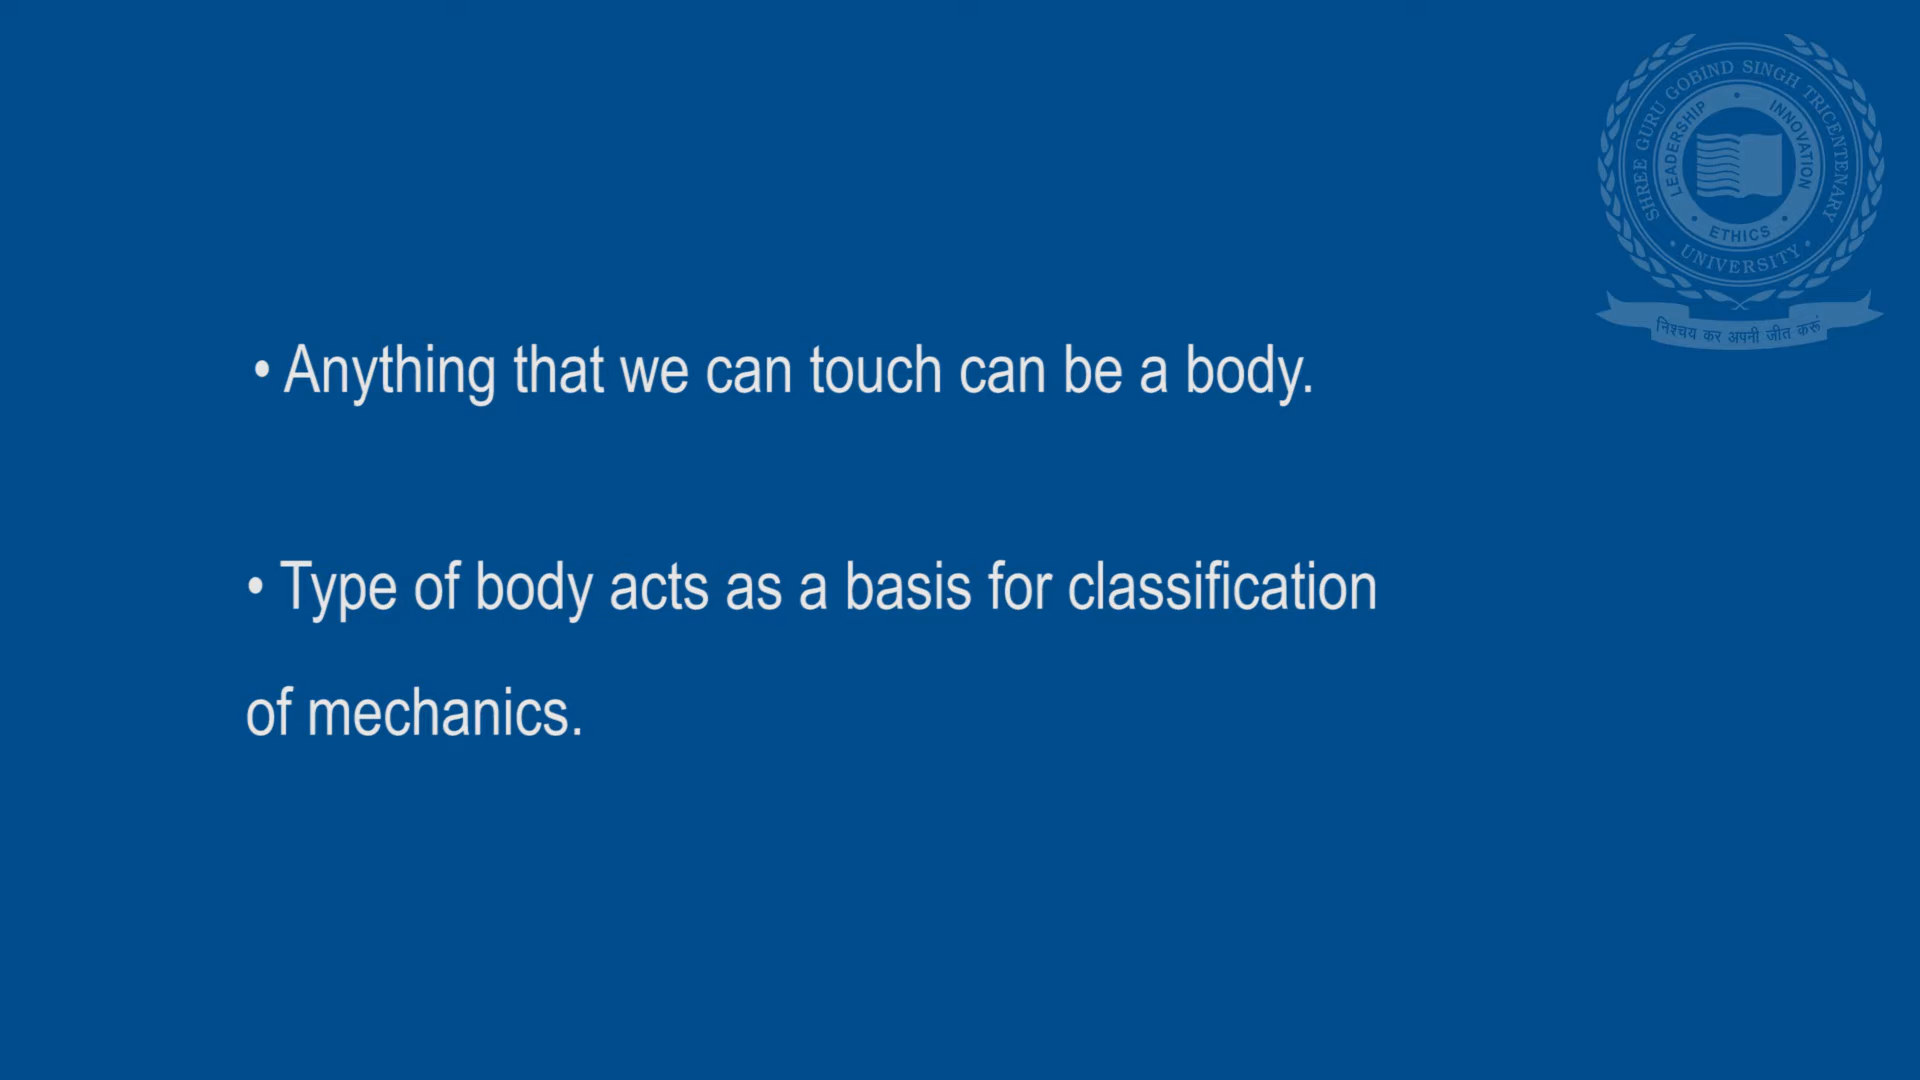 SHREE GURU GOBIND SINGH TRICENTENARY
UNIVERSITY
LEADERSHIP
INNOVATION
ETHICS
निश्चय कर अपनी जीत करूं
• Anything that we can touch can be a body.
• Type of body acts as a basis for classification
of mechanics.